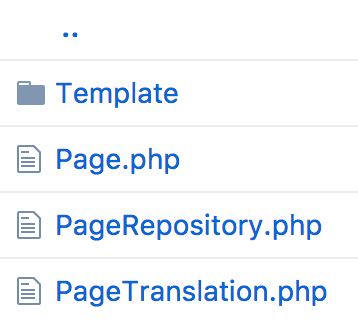 ..
Template
Page.php
PageRepository.php
PageTranslation.php